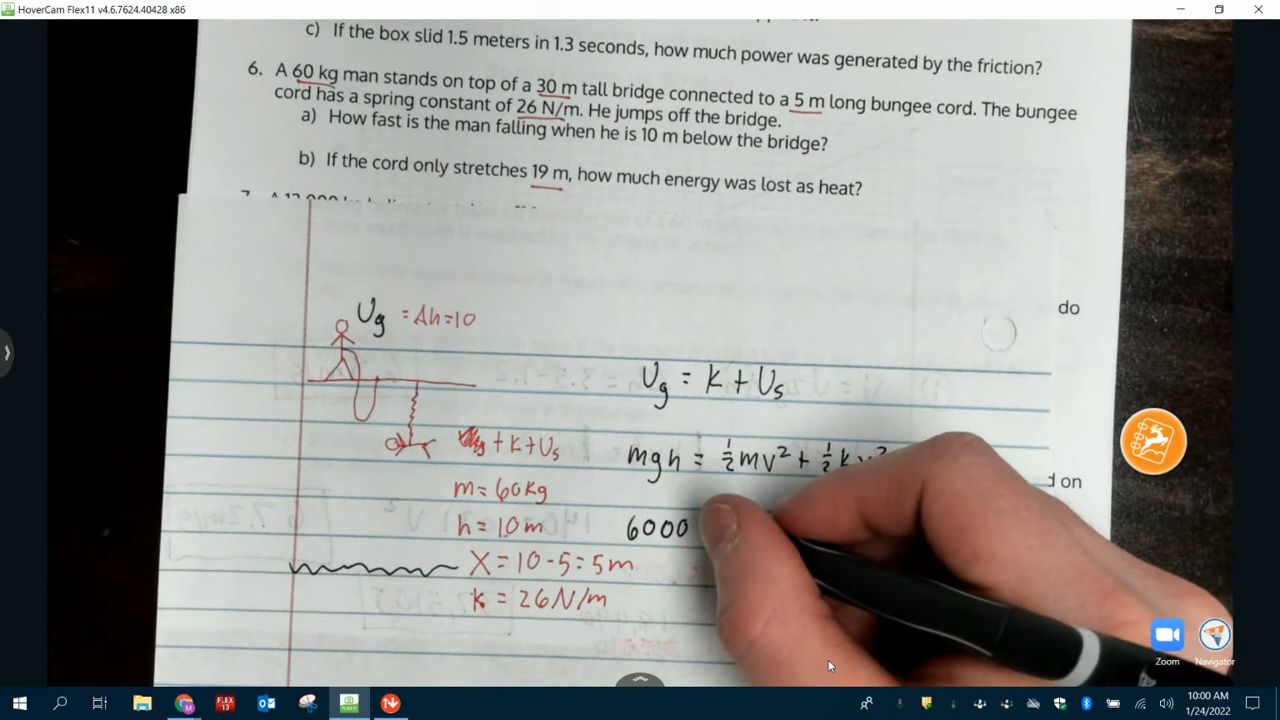 HoverCam Flex11 v4.6.7624.40428 x86
c) If the box slid 1.5 meters in 1.3 seconds, how much power was generated by the friction?
6. A 60 kg man stands on top of a 30 m tall bridge connected to a 5 m long bungee cord. The bungee
cord has a spring constant of 26 N/m. He jumps off the bridge.
a) How fast is the man falling when he is 10 m below the bridge?
b) If the cord only stretches 19 m, how much energy was lost as heat?
do
Ug = Δh=10
Ug = K + Us
+ K + Us
mgh = ½mv² + ½k
d on
m = 60kg
h = 10m
6000
X = 10-5 = 5m
k = 26N/m
Zoom
Navigator
FLEX
10:00 AM
1/24/2022